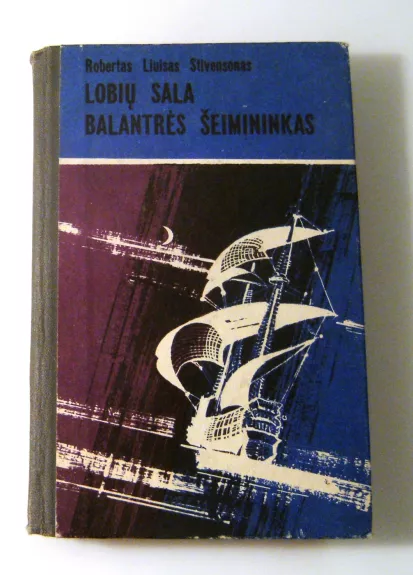 Robertas Liuisas Stivensonas
LOBIŲ SALA
BALANTRĖS ŠEIMININKAS